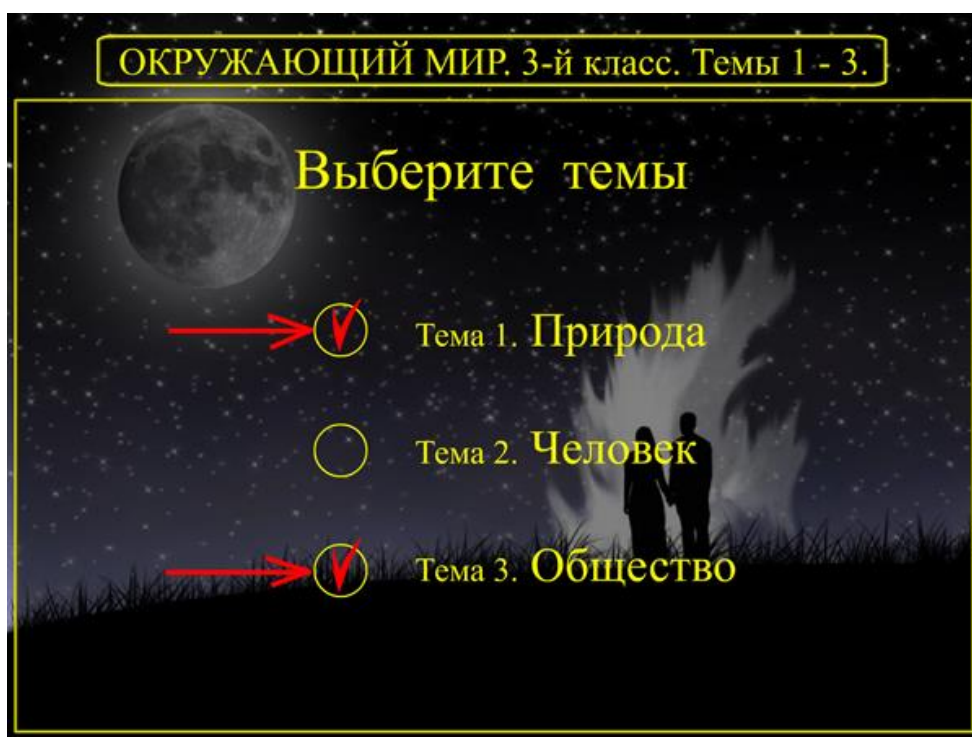 ОКРУЖАЮЩИЙ МИР. 3-й класс. Темы 1 - 3.
Выберите темы
Тема 1. Природа
Тема 2. Человек
Тема 3. Общество